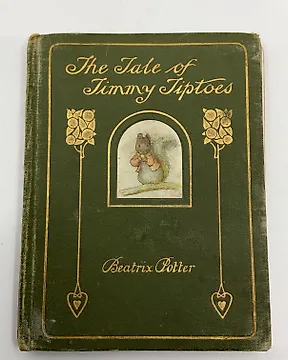 The Tale of
Timmy Tiptoes
Beatrix Potter